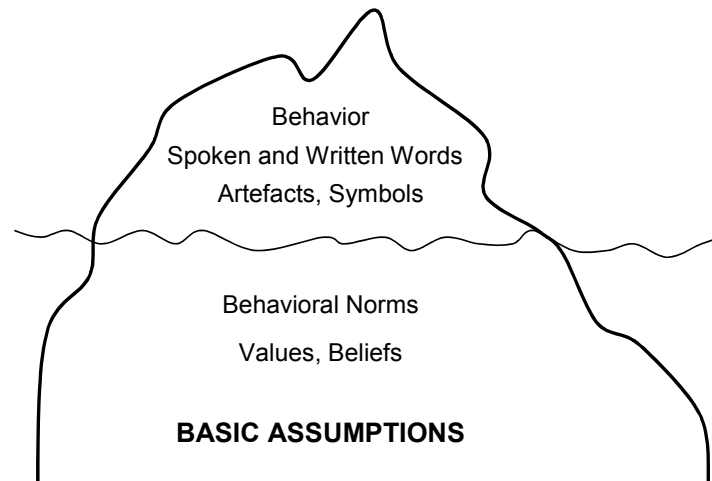 Behavior
Spoken and Written Words
Artefacts, Symbols
Behavioral Norms
Values, Beliefs
BASIC ASSUMPTIONS